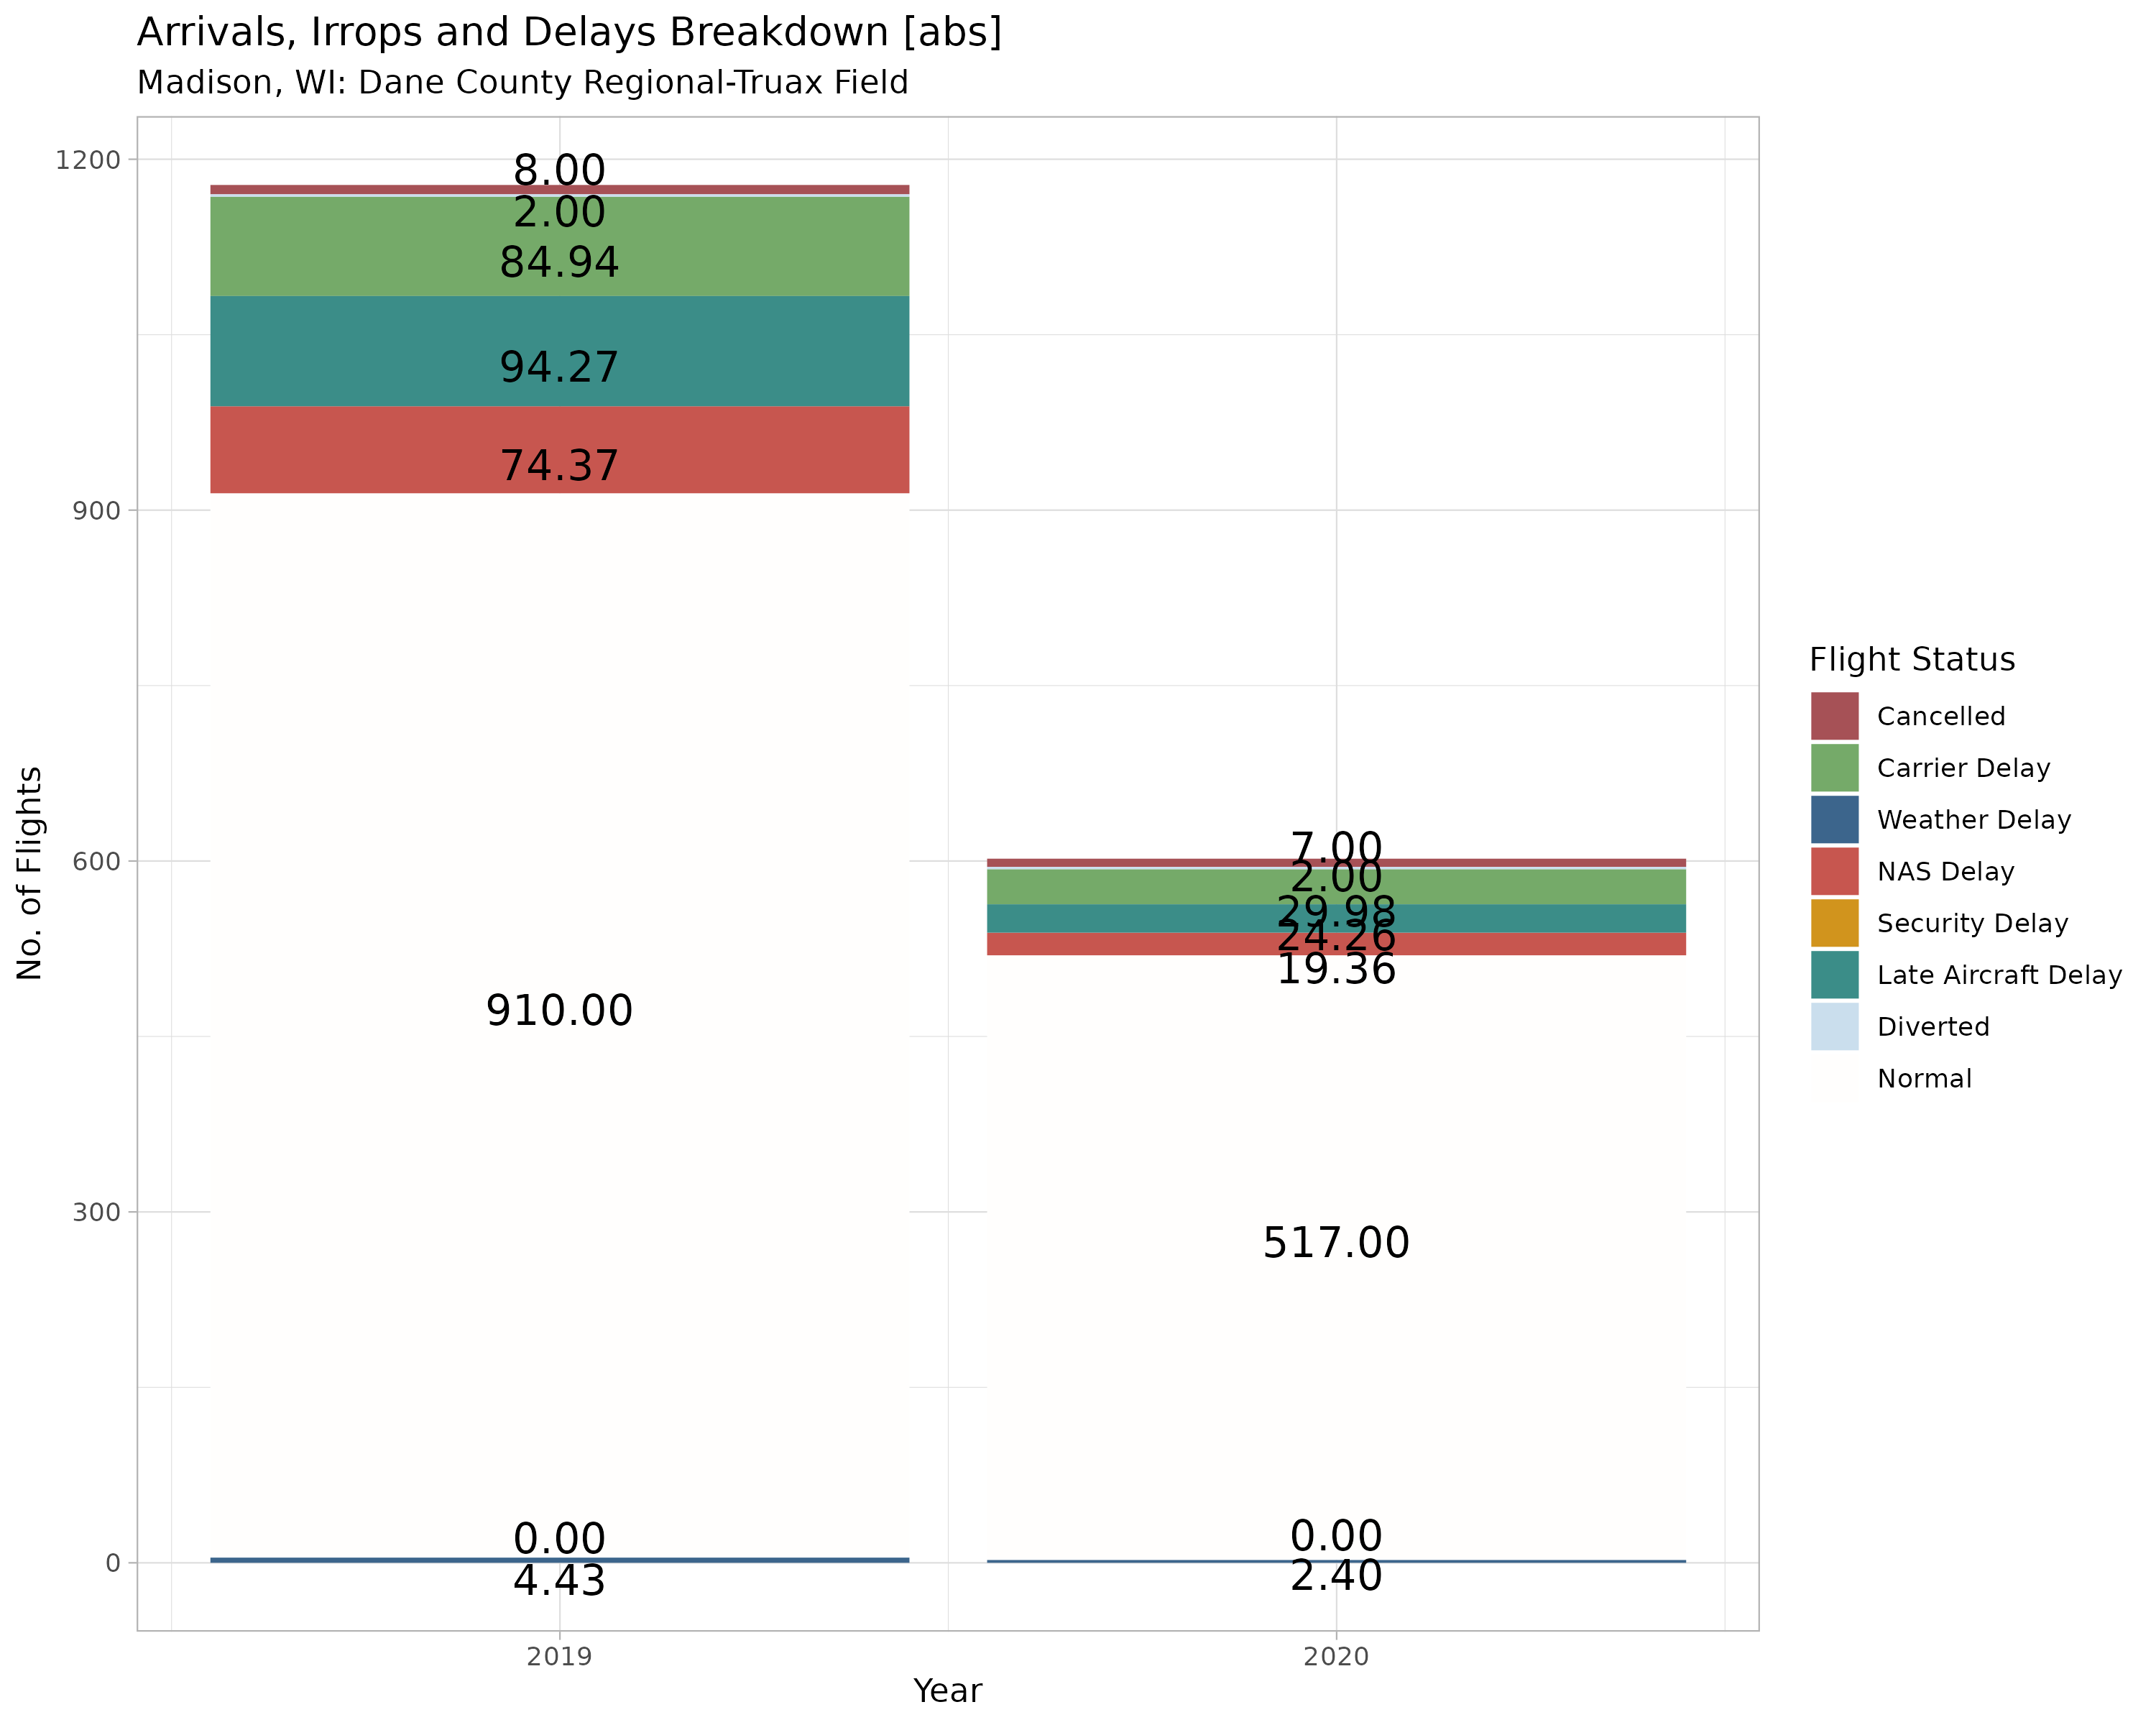 Arrivals, Irrops and Delays Breakdown [abs]
Madison, WI: Dane County Regional-Truax Field
1200
900
600
300
0
No. of Flights
8.00
2.00
84.94
94.27
74.37
910.00
0.00
4.43
7.00
2.00
29.98
24.26
19.36
517.00
0.00
2.40
2019
2020
Year
Flight Status
Cancelled
Carrier Delay
Weather Delay
NAS Delay
Security Delay
Late Aircraft Delay
Diverted
Normal